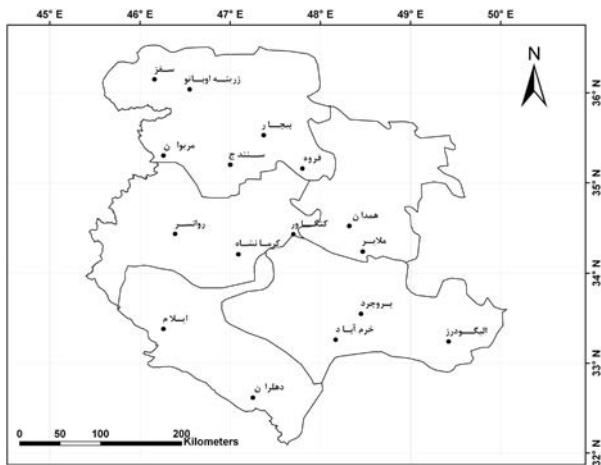 45° E 46° E 47° E 48° E 49° E 50° E
N
36° N
35° N
34° N
33° N
32° N
سقز
زرینه اوباتو
بیجار
مریوان
سنندج
قروه
همدان
ملایر
کنگاور
روانسر
کرمانشاه
بروجرد
خرم آباد
الیگودرز
ایلام
دهلران
0 50 100 200
Kilometers